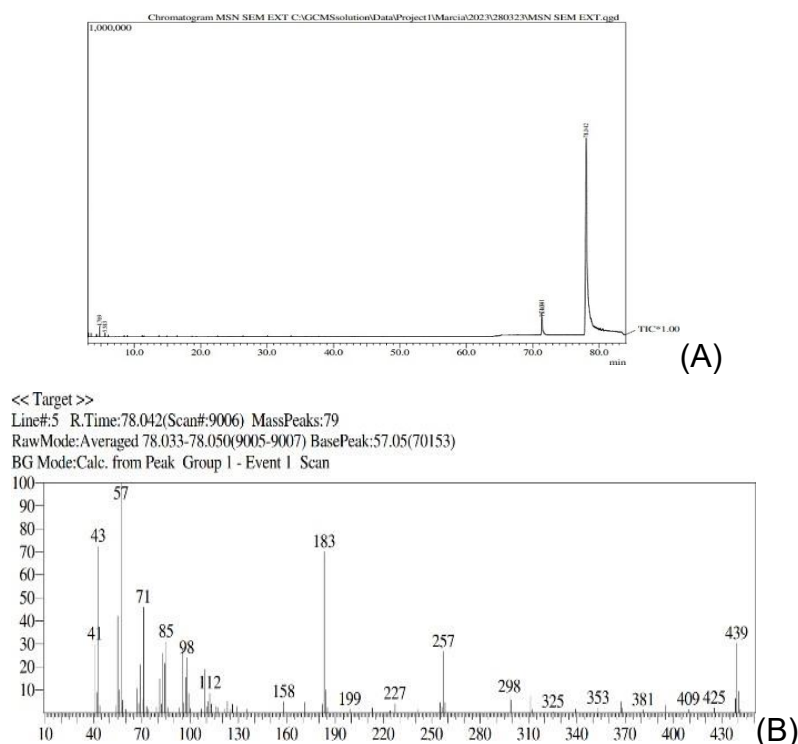 Chromatogram MSN SEM EXT C:\GCMSsolution\Data\Project1\Marcia\2023\280323\MSN SEM EXT.qgd
1,000,000
78.042
TIC*1.00
10.0 20.0 30.0 40.0 50.0 60.0 70.0 80.0
min
(A)
<< Target >>
Line#:5 R.Time:78.042(Scan#:9006) MassPeaks:79
RawMode:Averaged 78.033-78.050(9005-9007) BasePeak:57.05(70153)
BG Mode:Calc. from Peak Group 1 - Event 1 Scan
100
90
80
70
60
50
40
30
20
10
57
43
183
71
41
85
98
112
158
199
227
257
298
325
353
381
409
425
439
10 40 70 100 130 160 190 220 250 280 310 340 370 400 430
(B)